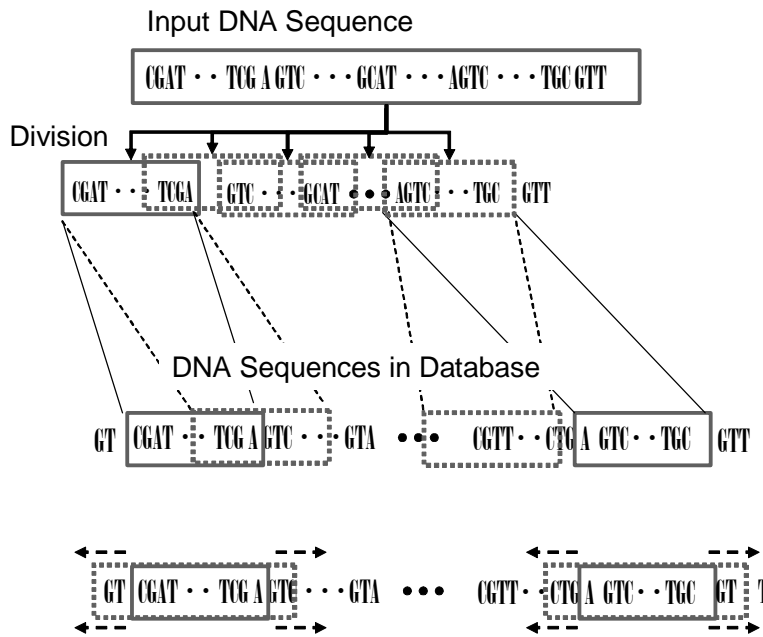 Input DNA Sequence
CGAT · · TCG A GTC · · · GCAT · · · AGTC · · · TGC GTT
Division
CGAT · · · TCGA GTC · · · GCAT ••• AGTC · · · TGC GTT
DNA Sequences in Database
GT CGAT · · TCG A GTC · · · GTA ••• CGTT · · CTG A GTC · · TGC GTT
GT CGAT · · TCG A GTC · · · GTA ••• CGTT · · CTG A GTC · · TGC GT T